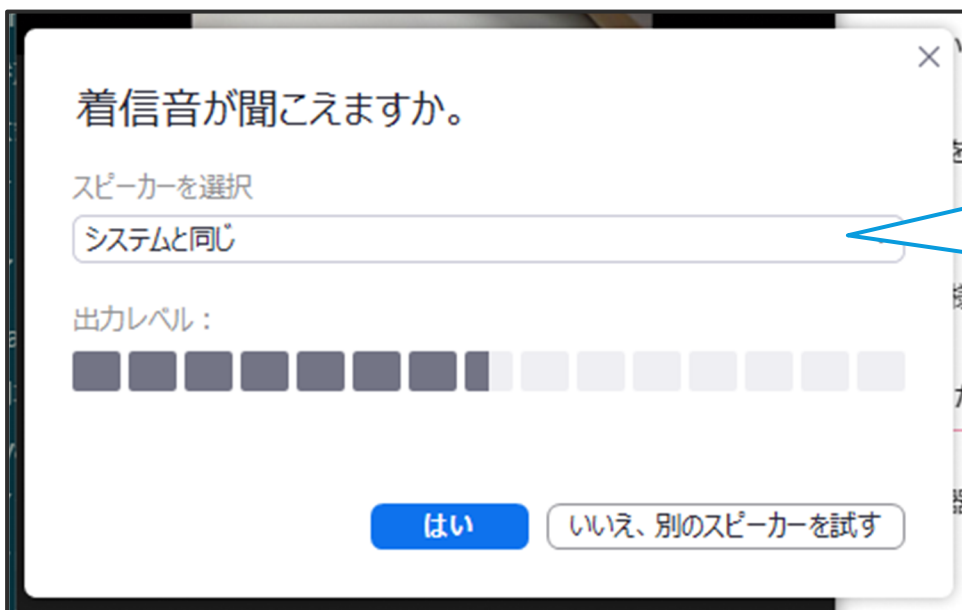 着信音が聞こえますか。
スピーカーを選択
システムと同じ
出力レベル：
はい
いいえ、別のスピーカーを試す